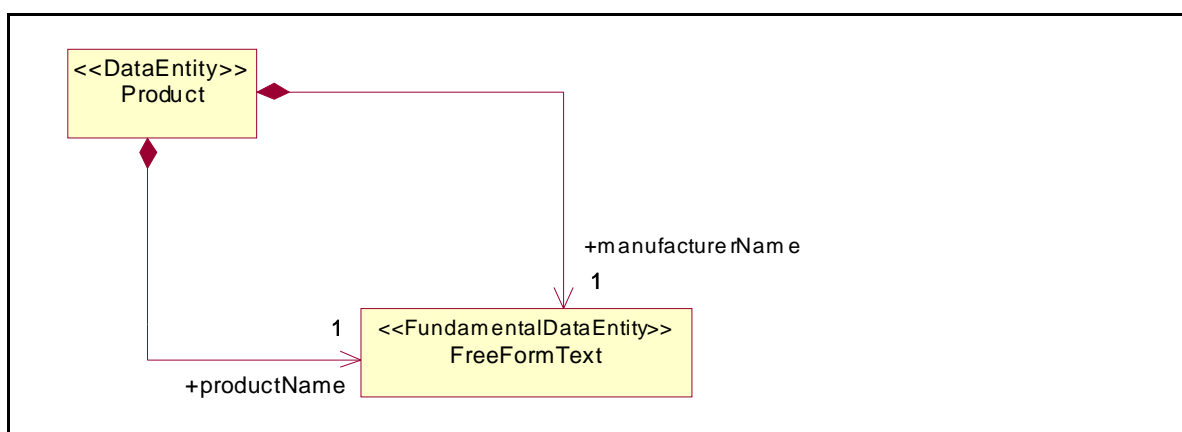 <<DataEntity>>
Product
+manufacturerName
1
1
<<FundamentalDataEntity>>
FreeFormText
+productName